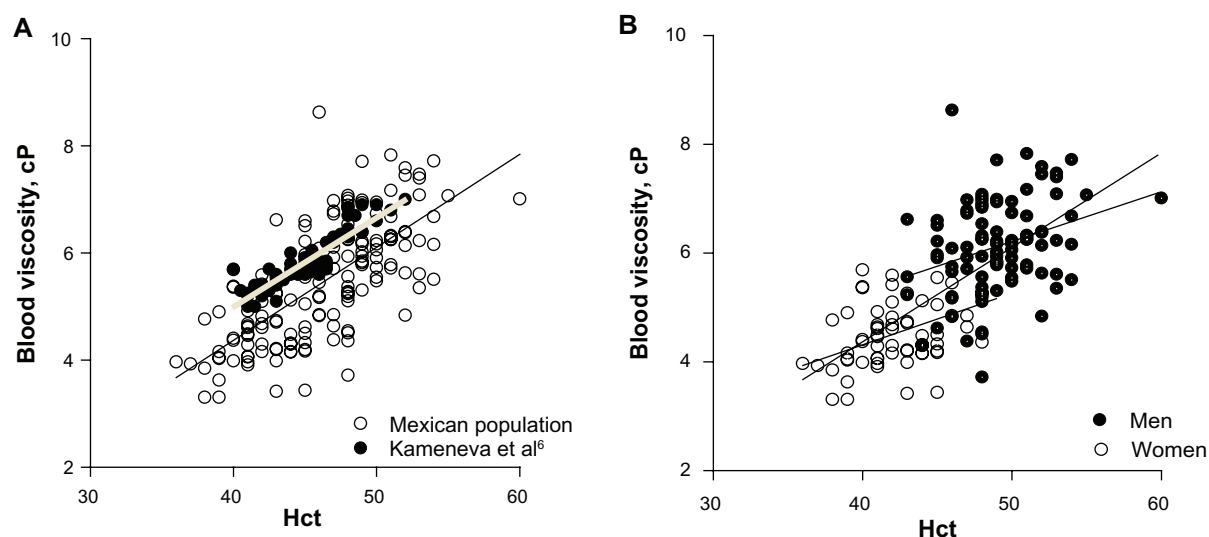 A
10
8
6
4
2
Blood viscosity, cP
Mexican population
Kameneva et al⁶
30
40
50
60
Hct
B
10
8
6
4
2
Blood viscosity, cP
Men
Women
30
40
50
60
Hct